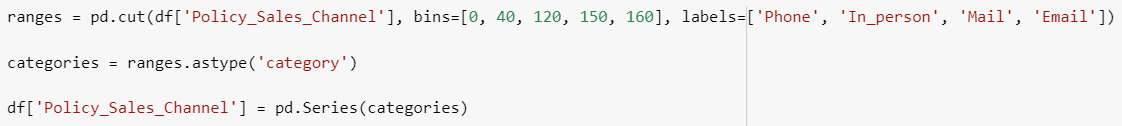 ranges = pd.cut(df['Policy_Sales_Channel'], bins=[0, 40, 120, 150, 160], labels=['Phone', 'In_person', 'Mail', 'Email'])
categories = ranges.astype('category')
df['Policy_Sales_Channel'] = pd.Series(categories)